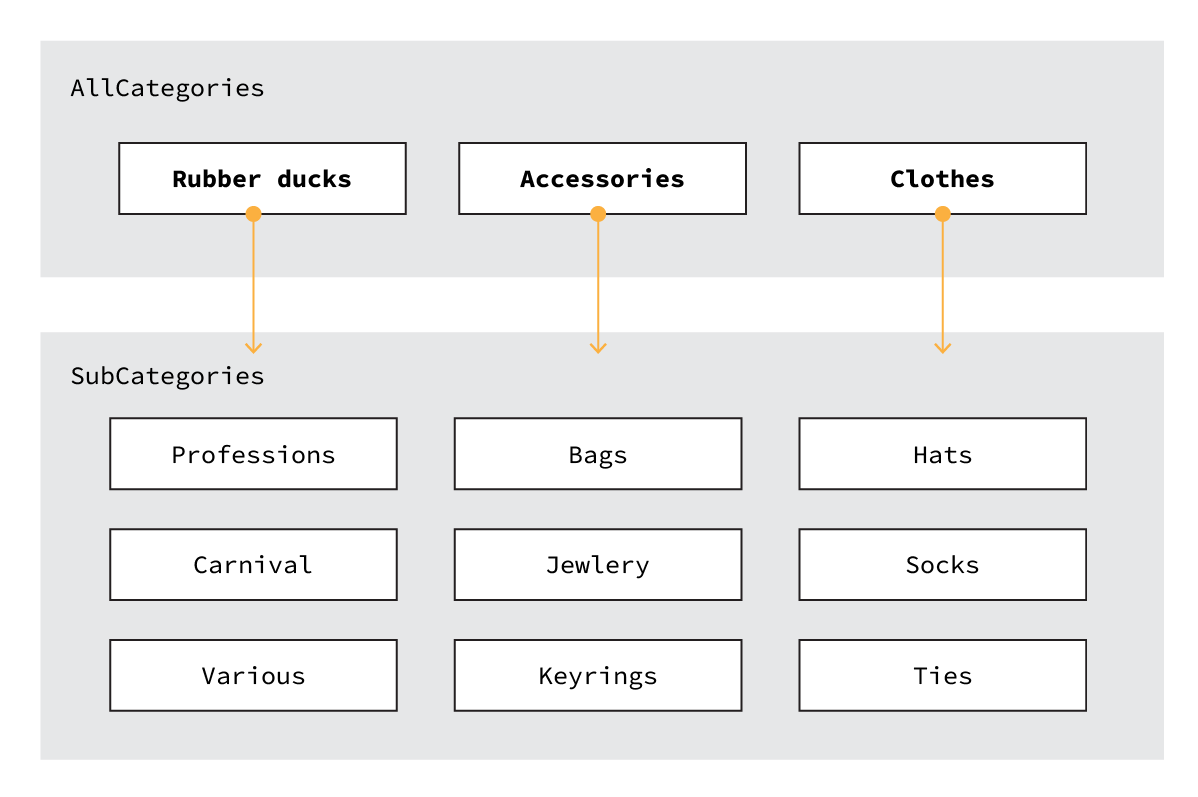 AllCategories
Rubber ducks
Accessories
Clothes
SubCategories
Professions
Bags
Hats
Carnival
Jewlery
Socks
Various
Keyrings
Ties